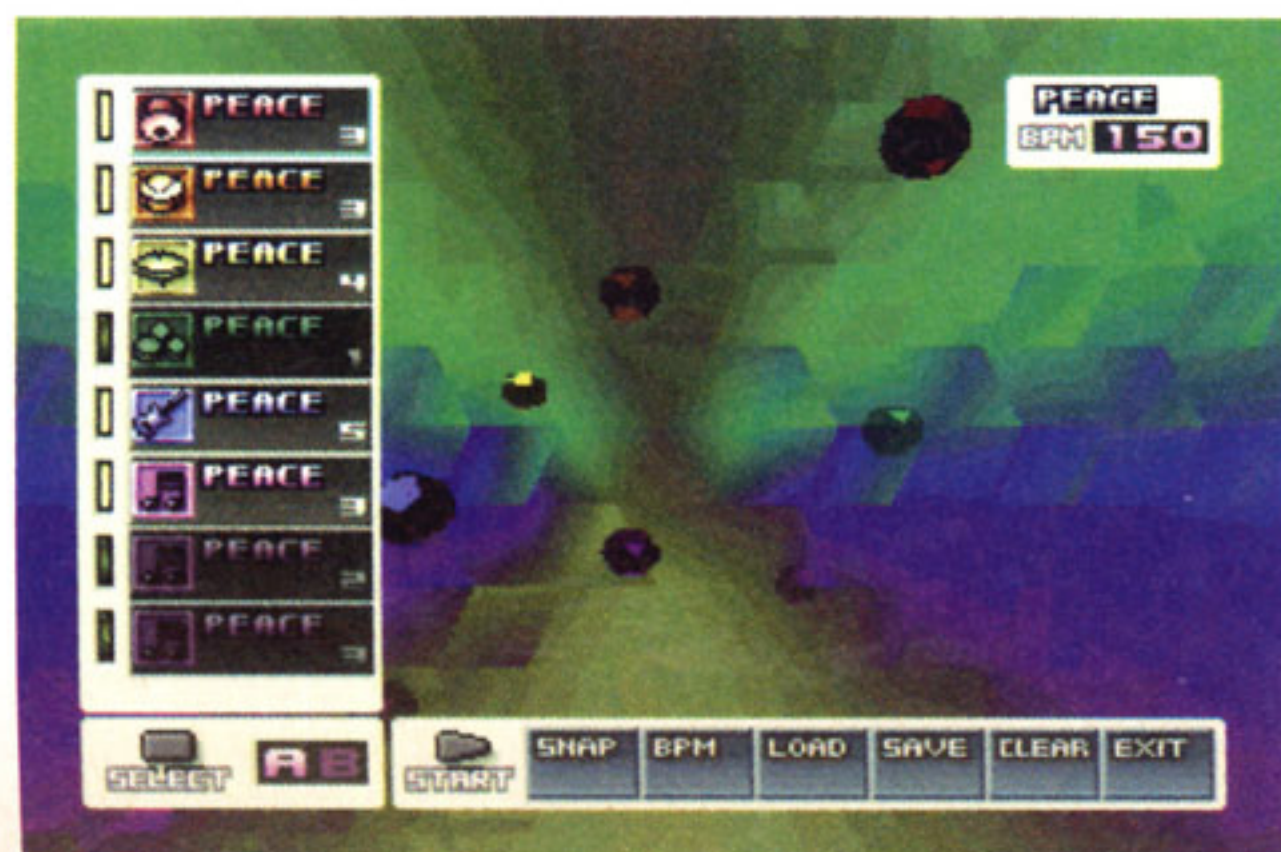 PEACE
3
PEACE
3
PEACE
4
PEACE
1
PEACE
5
PEACE
3
PEACE
2
PEACE
3
PEACE
BPM 150
SELECT
A B
START
SNAP
BPM
LOAD
SAVE
CLEAR
EXIT